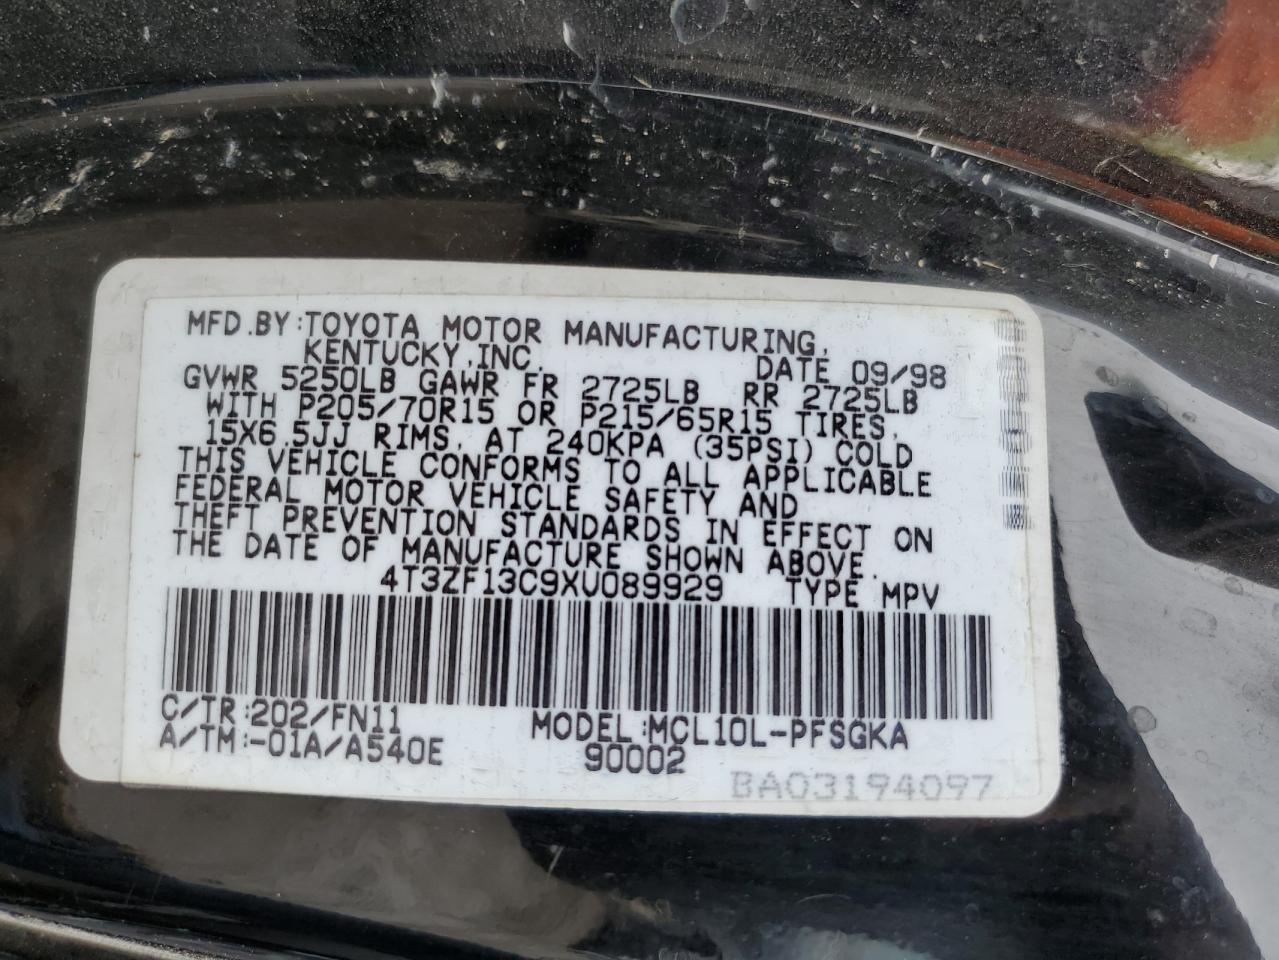 MFD.BY:TOYOTA MOTOR MANUFACTURING,
KENTUCKY,INC. DATE 09/98
GVWR 5250LB GAWR FR 2725LB RR 2725LB
WITH P205/70R15 OR P215/65R15 TIRES,
15X6.5JJ RIMS, AT 240KPA (35PSI) COLD
THIS VEHICLE CONFORMS TO ALL APPLICABLE
FEDERAL MOTOR VEHICLE SAFETY AND
THEFT PREVENTION STANDARDS IN EFFECT ON
THE DATE OF MANUFACTURE SHOWN ABOVE.
4T3ZF13C9XU089929 TYPE MPV
C/TR:202/FN11 MODEL:MCL10L-PFSGKA
A/TM:-01A/A540E 90002
BA03194097